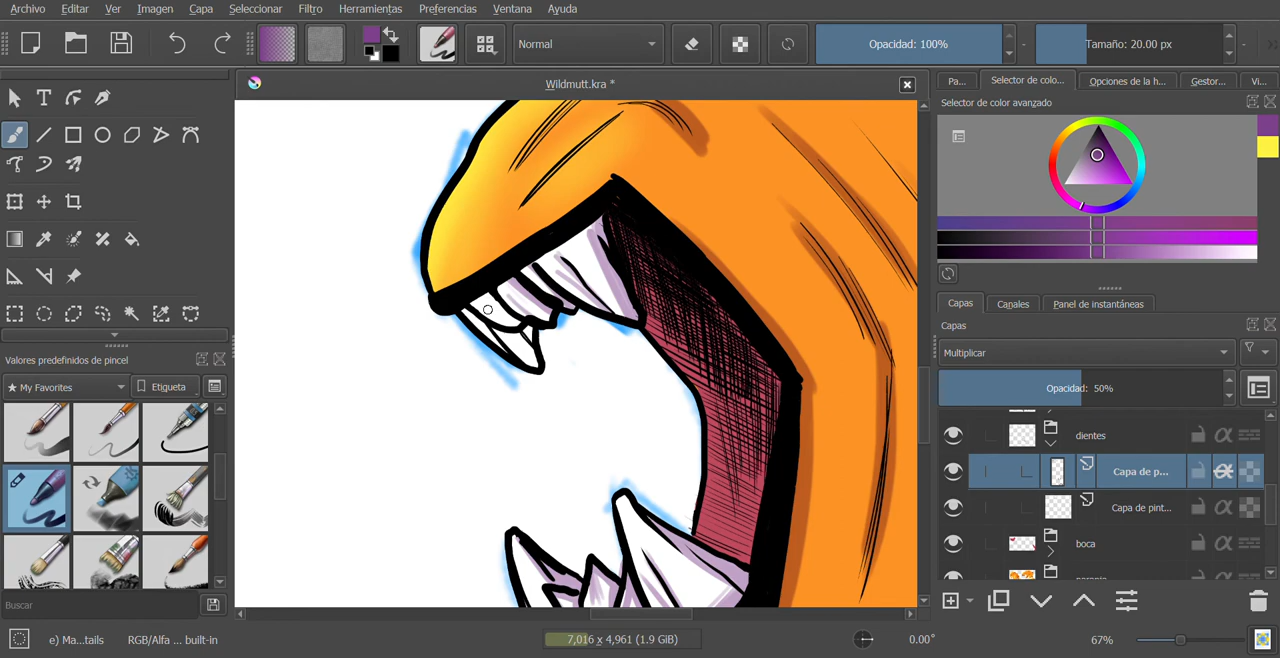 Archivo Editar Ver Imagen Capa Seleccionar Filtro Herramientas Preferencias Ventana Ayuda
Normal Opacidad: 100% Tamaño: 20.00 px
Wildmutt.kra *
Pa... Selector de colo... Opciones de la h... Gestor... Vi...
Selector de color avanzado
Valores predefinidos de pincel
★ My Favorites Etiqueta
Capas Canales Panel de instantáneas
Capas
Multiplicar
Opacidad: 50%
dientes
Capa de p...
Capa de pint...
boca
Buscar
e) Ma...tails RGB/Alfa ... built-in 7,016 x 4,961 (1.9 GiB) 0.00° 67%